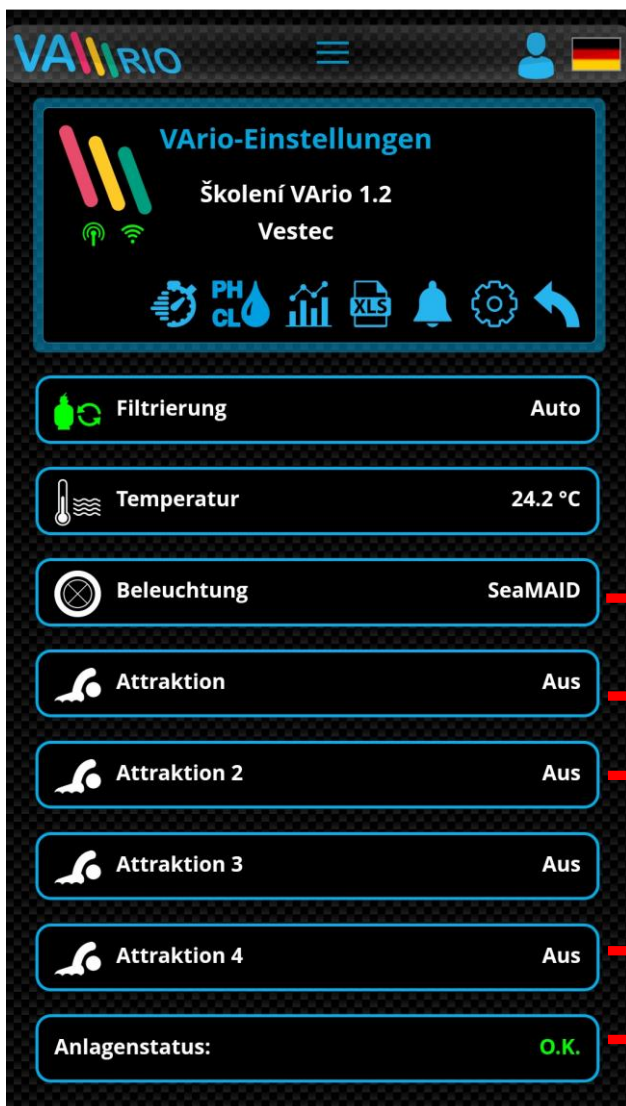 VARIO
VArio-Einstellungen
Školení VArio 1.2
Vestec
PH
CL
XLS
Filtrierung Auto
Temperatur 24.2 °C
Beleuchtung SeaMAID
Attraktion Aus
Attraktion 2 Aus
Attraktion 3 Aus
Attraktion 4 Aus
Anlagenstatus: O.K.